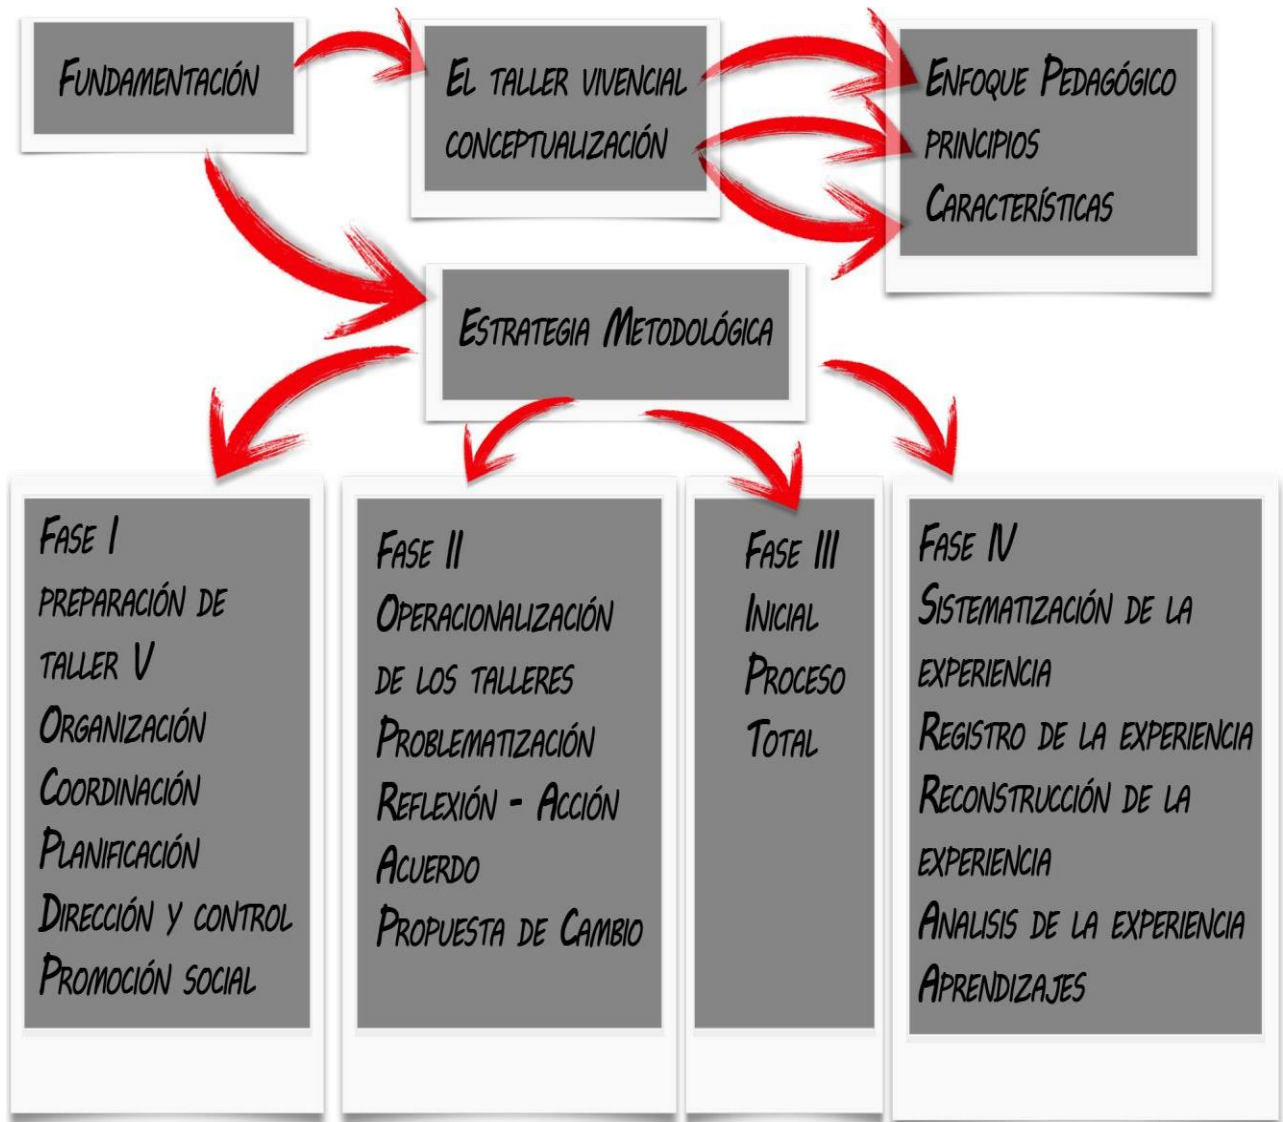 Fundamentación
El taller vivencial
conceptualización
Enfoque Pedagógico
principios
Características
Estrategia Metodológica
Fase I
preparación de
taller V
Organización
Coordinación
Planificación
Dirección y control
Promoción social
Fase II
Operacionalización
de los talleres
Problematización
Reflexión - Acción
Acuerdo
Propuesta de Cambio
Fase III
Inicial
Proceso
Total
Fase IV
Sistematización de la
experiencia
Registro de la experiencia
Reconstrucción de la
experiencia
Analisis de la experiencia
Aprendizajes